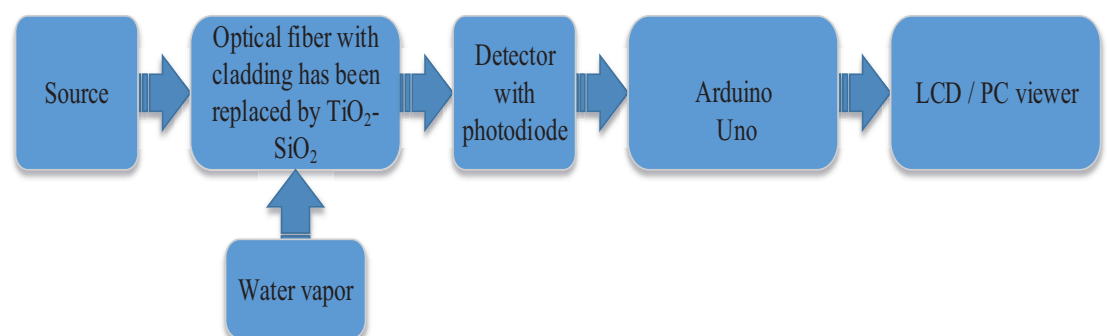 Source
Optical fiber with
cladding has been
replaced by TiO₂-
SiO₂
Detector
with
photodiode
Arduino
Uno
LCD / PC viewer
Water vapor